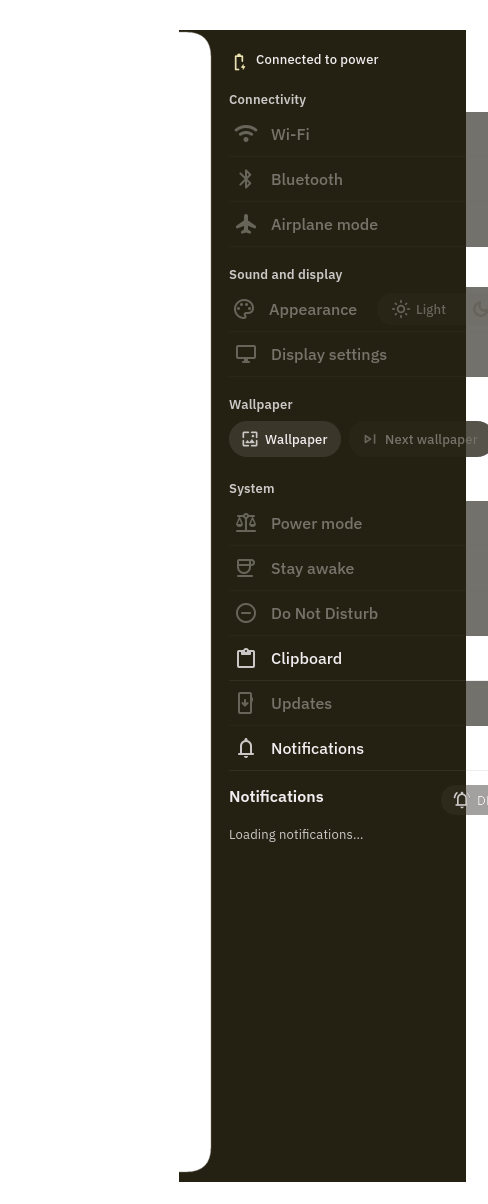 Connected to power
Connectivity
Wi-Fi
Bluetooth
Airplane mode
Sound and display
Appearance Light
Display settings
Wallpaper
Wallpaper Next wallpaper
System
Power mode
Stay awake
Do Not Disturb
Clipboard
Updates
Notifications
Notifications
Loading notifications...